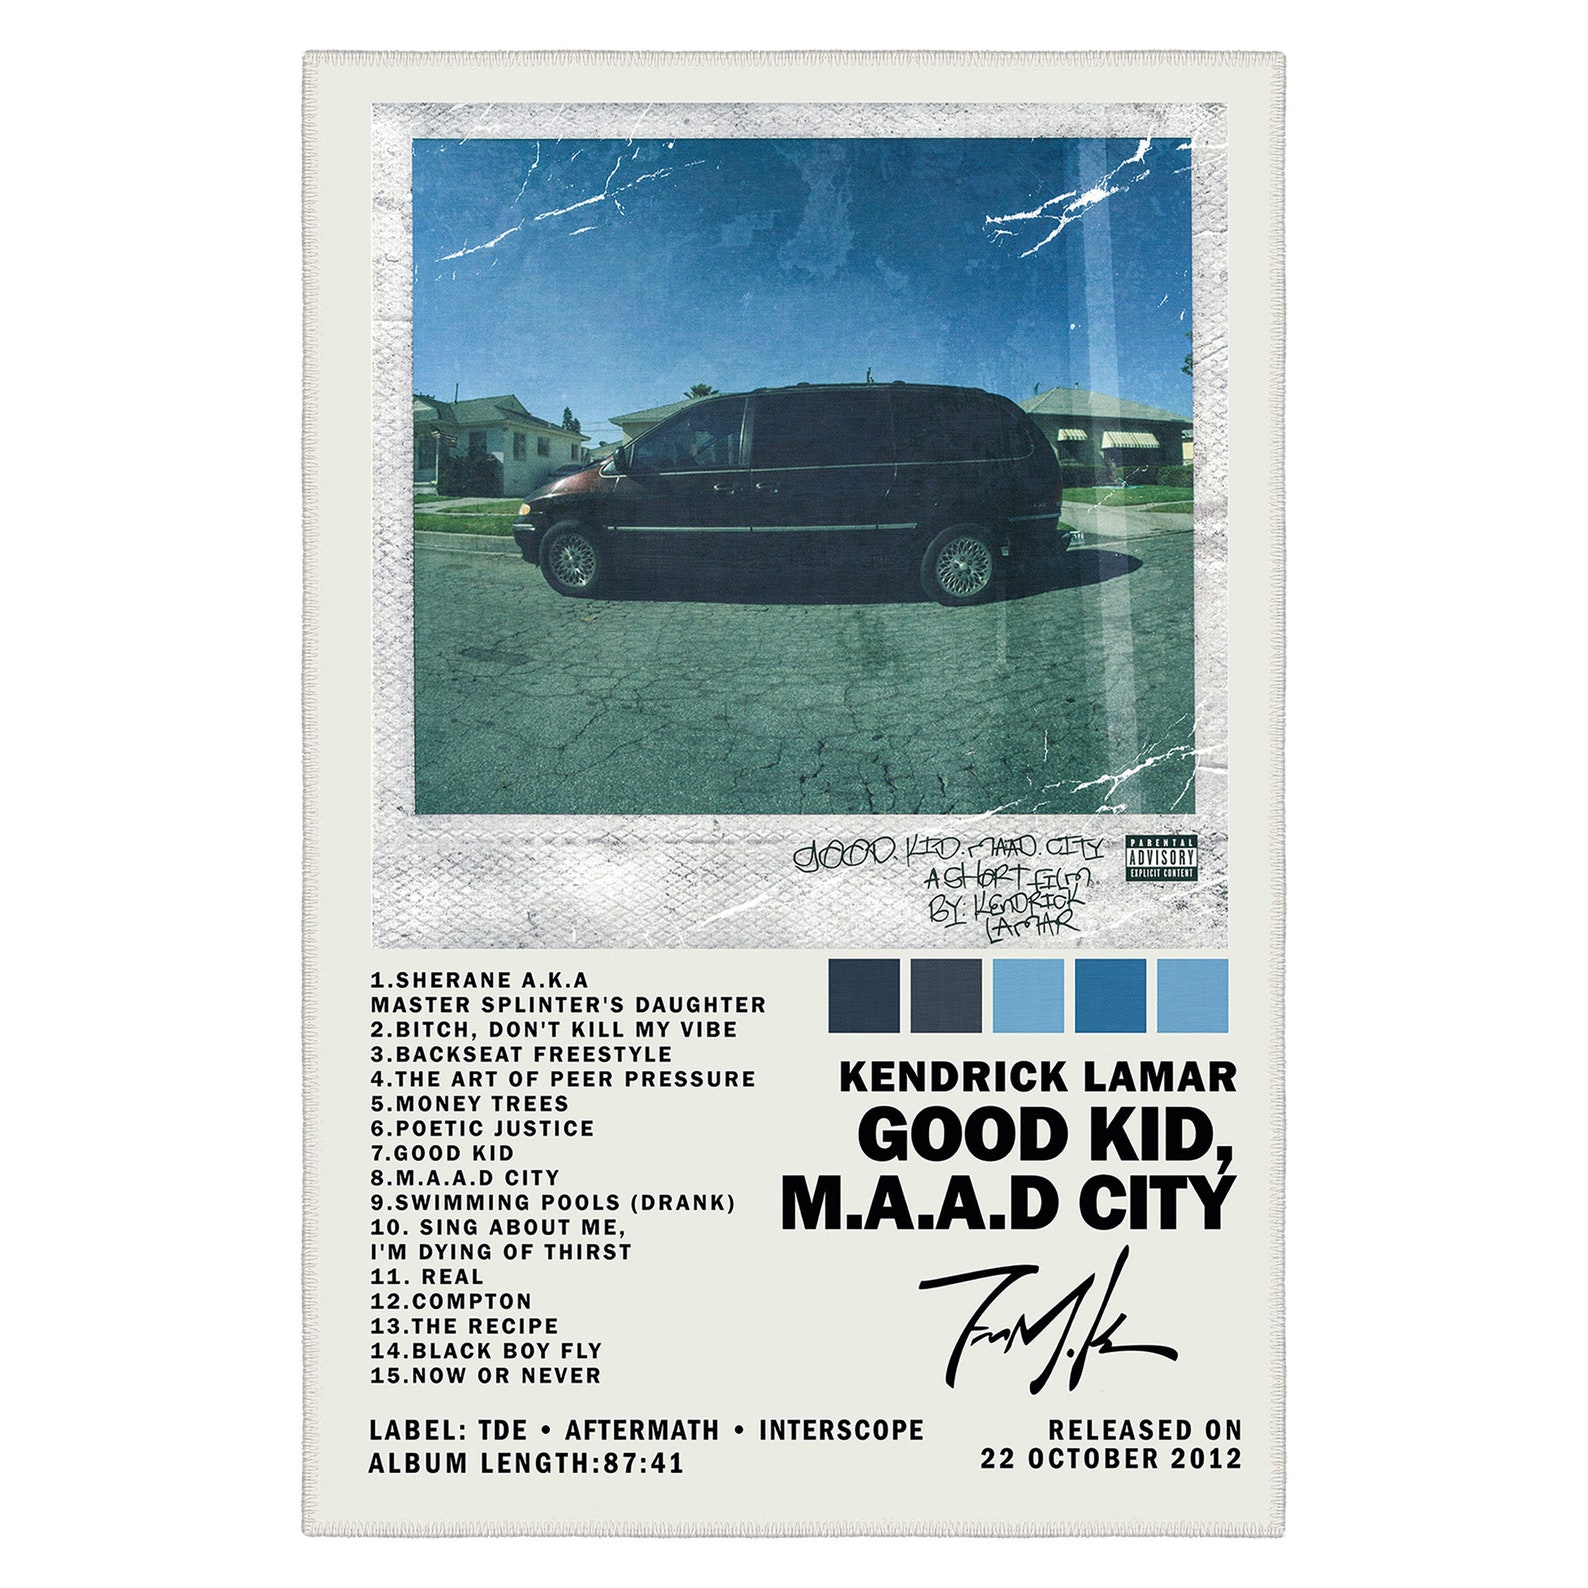 GOOD.KID.MAAD.CITY
A SHORT FILM.
BY: KENDRICK
LAMAR
PARENTAL
ADVISORY
EXPLICIT CONTENT
1.SHERANE A.K.A
MASTER SPLINTER'S DAUGHTER
2.BITCH, DON'T KILL MY VIBE
3.BACKSEAT FREESTYLE
4.THE ART OF PEER PRESSURE
5.MONEY TREES
6.POETIC JUSTICE
7.GOOD KID
8.M.A.A.D CITY
9.SWIMMING POOLS (DRANK)
10. SING ABOUT ME,
I'M DYING OF THIRST
11. REAL
12.COMPTON
13.THE RECIPE
14.BLACK BOY FLY
15.NOW OR NEVER
KENDRICK LAMAR
GOOD KID,
M.A.A.D CITY
LABEL: TDE • AFTERMATH • INTERSCOPE
ALBUM LENGTH:87:41
RELEASED ON
22 OCTOBER 2012